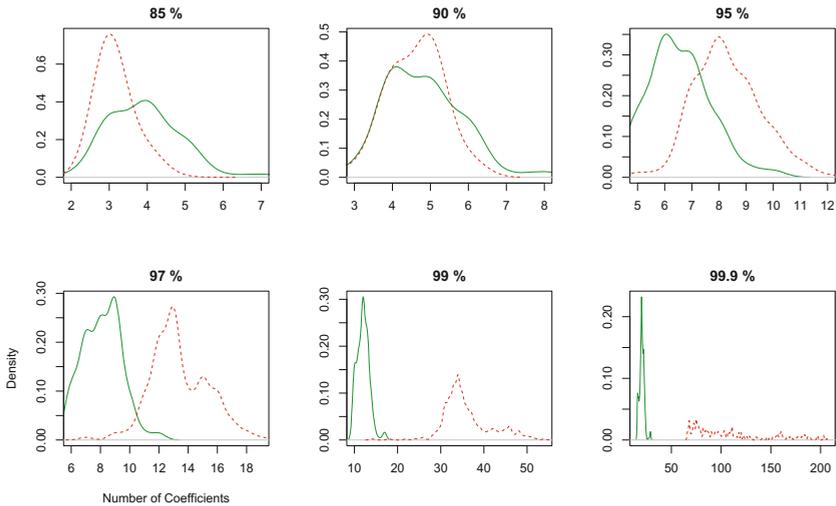 85 %
90 %
95 %
0.0 0.2 0.4 0.6
2 3 4 5 6 7
0.0 0.1 0.2 0.3 0.4 0.5
3 4 5 6 7 8
0.00 0.10 0.20 0.30
5 6 7 8 9 10 11 12
97 %
99 %
99.9 %
Density
0.00 0.10 0.20 0.30
6 8 10 12 14 16 18
0.00 0.10 0.20 0.30
10 20 30 40 50
0.00 0.10 0.20
50 100 150 200
Number of Coefficients